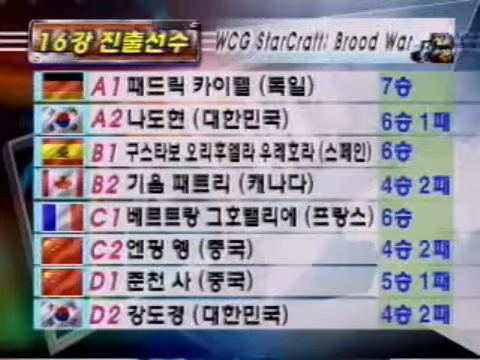 16강 진출선수
WCG StarCraft: Brood War
A1 패드릭 카이텔 (독일) 7승
A2 나도현 (대한민국) 6승 1패
B1 구스타보 오리후엘라 우레호라 (스페인) 6승
B2 기욤 패트리 (캐나다) 4승 2패
C1 베르트랑 그호밸리에 (프랑스) 6승
C2 엔핑 앵 (중국) 4승 2패
D1 준천 사 (중국) 5승 1패
D2 강도경 (대한민국) 4승 2패